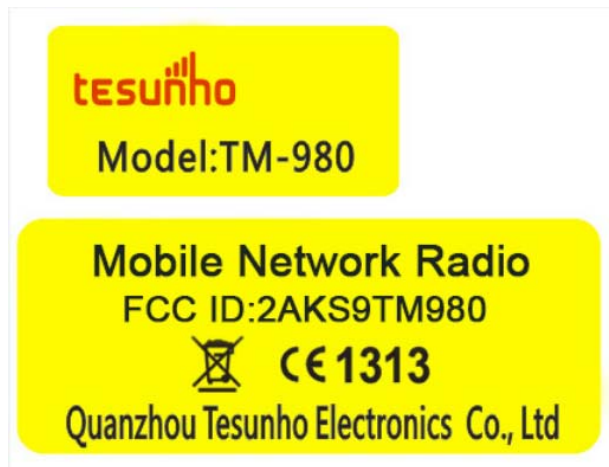 tesunho
Model:TM-980
Mobile Network Radio
FCC ID:2AKS9TM980
CE 1313
Quanzhou Tesunho Electronics Co., Ltd